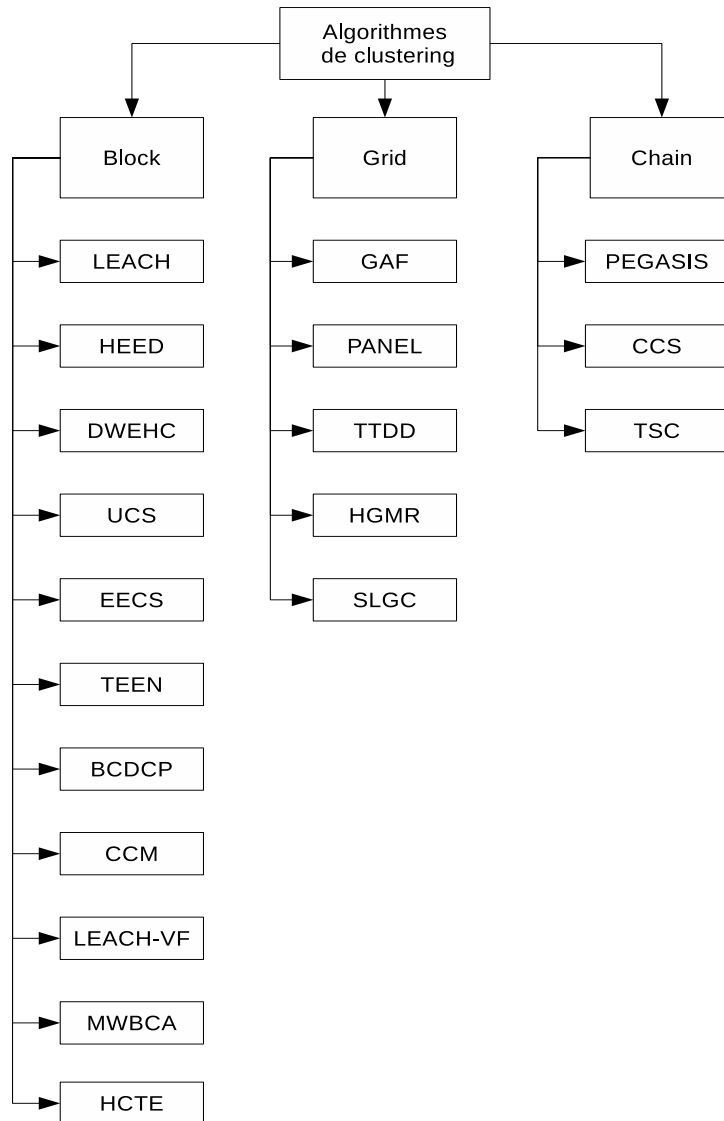 Algorithmes
de clustering
Block
Grid
Chain
LEACH
GAF
PEGASIS
HEED
PANEL
CCS
DWEHC
TTDD
TSC
UCS
HGMR
EECS
SLGC
TEEN
BCDCP
CCM
LEACH-VF
MWBCA
HCTE